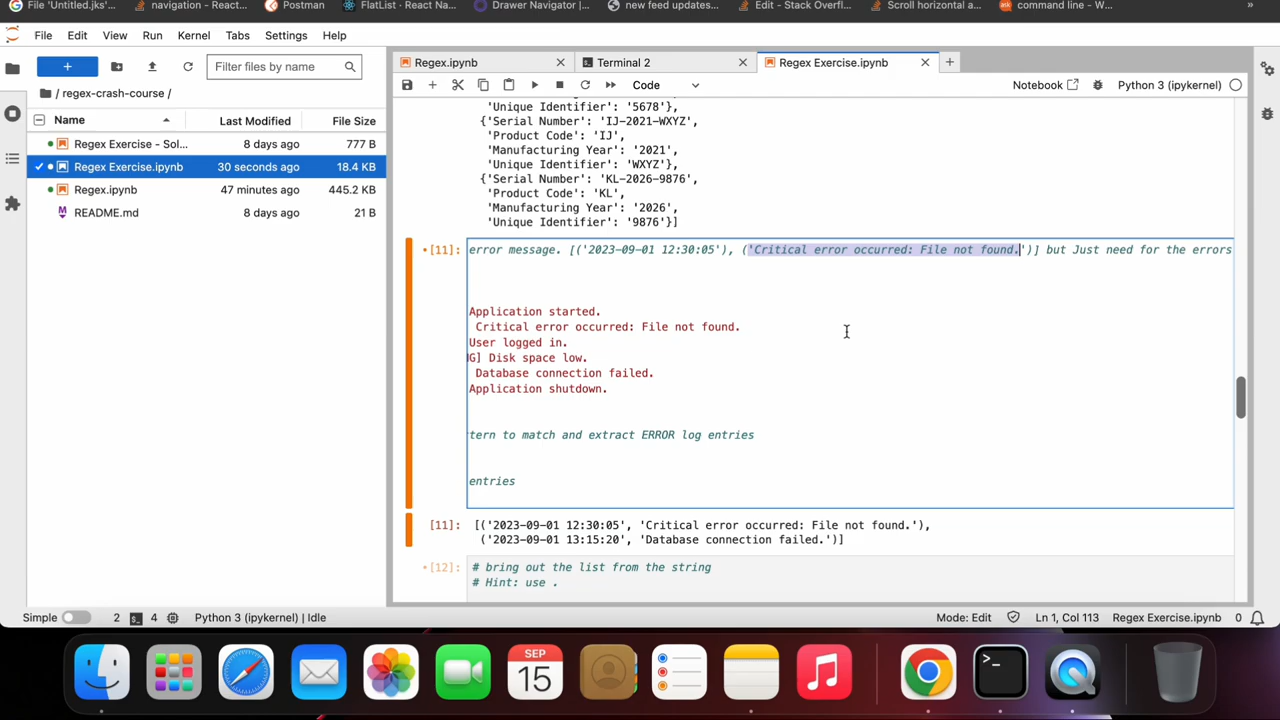 File 'Untitled.jks'...
navigation - React...
Postman
FlatList · React Na...
Drawer Navigator |...
new feed updates...
Edit - Stack Overfl...
Scroll horizontal a...
command line - W...
»
File Edit View Run Kernel Tabs Settings Help
Filter files by name
/ regex-crash-course /
Name Last Modified File Size
Regex Exercise - Sol... 8 days ago 777 B
Regex Exercise.ipynb 30 seconds ago 18.4 KB
Regex.ipynb 47 minutes ago 445.2 KB
README.md 8 days ago 21 B
Regex.ipynb
Terminal 2
Regex Exercise.ipynb
Code
Notebook
Python 3 (ipykernel)
'Unique Identifier': '5678'},
{'Serial Number': 'IJ-2021-WXYZ',
'Product Code': 'IJ',
'Manufacturing Year': '2021',
'Unique Identifier': 'WXYZ'},
{'Serial Number': 'KL-2026-9876',
'Product Code': 'KL',
'Manufacturing Year': '2026',
'Unique Identifier': '9876'}]
[11]: error message. [('2023-09-01 12:30:05'), ('Critical error occurred: File not found.')] but Just need for the errors
Application started.
Critical error occurred: File not found.
User logged in.
G] Disk space low.
Database connection failed.
Application shutdown.
tern to match and extract ERROR log entries
entries
[11]: [('2023-09-01 12:30:05', 'Critical error occurred: File not found.'),
('2023-09-01 13:15:20', 'Database connection failed.')]
[12]: # bring out the list from the string
# Hint: use .
Simple 2 4 Python 3 (ipykernel) | Idle
Mode: Edit Ln 1, Col 113 Regex Exercise.ipynb 0
SEP
15